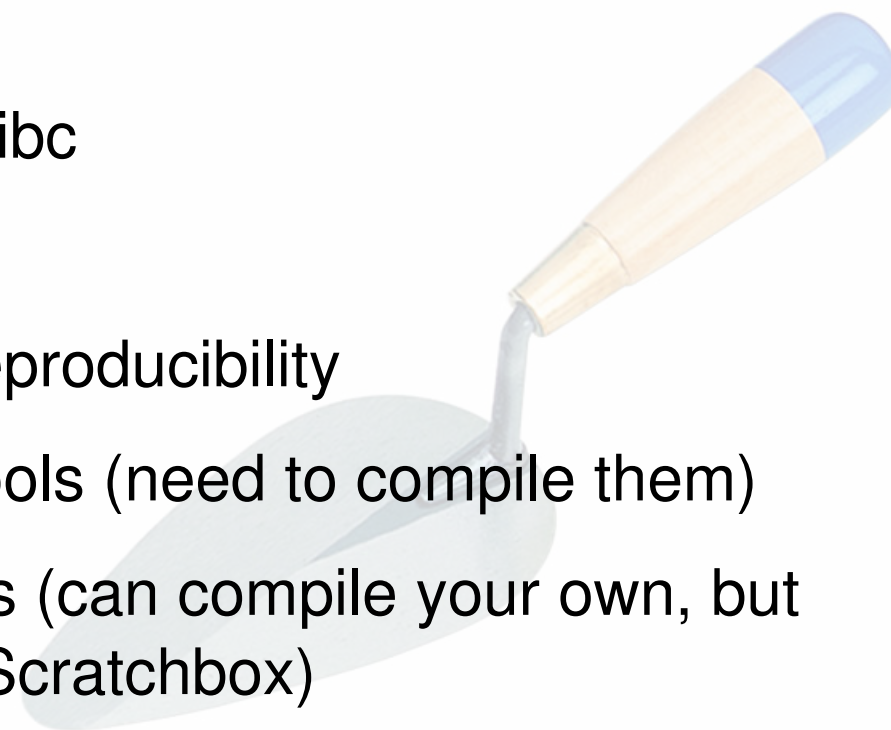 ibc
eproducibility
ols (need to compile them)
s (can compile your own, but
Scratchbox)